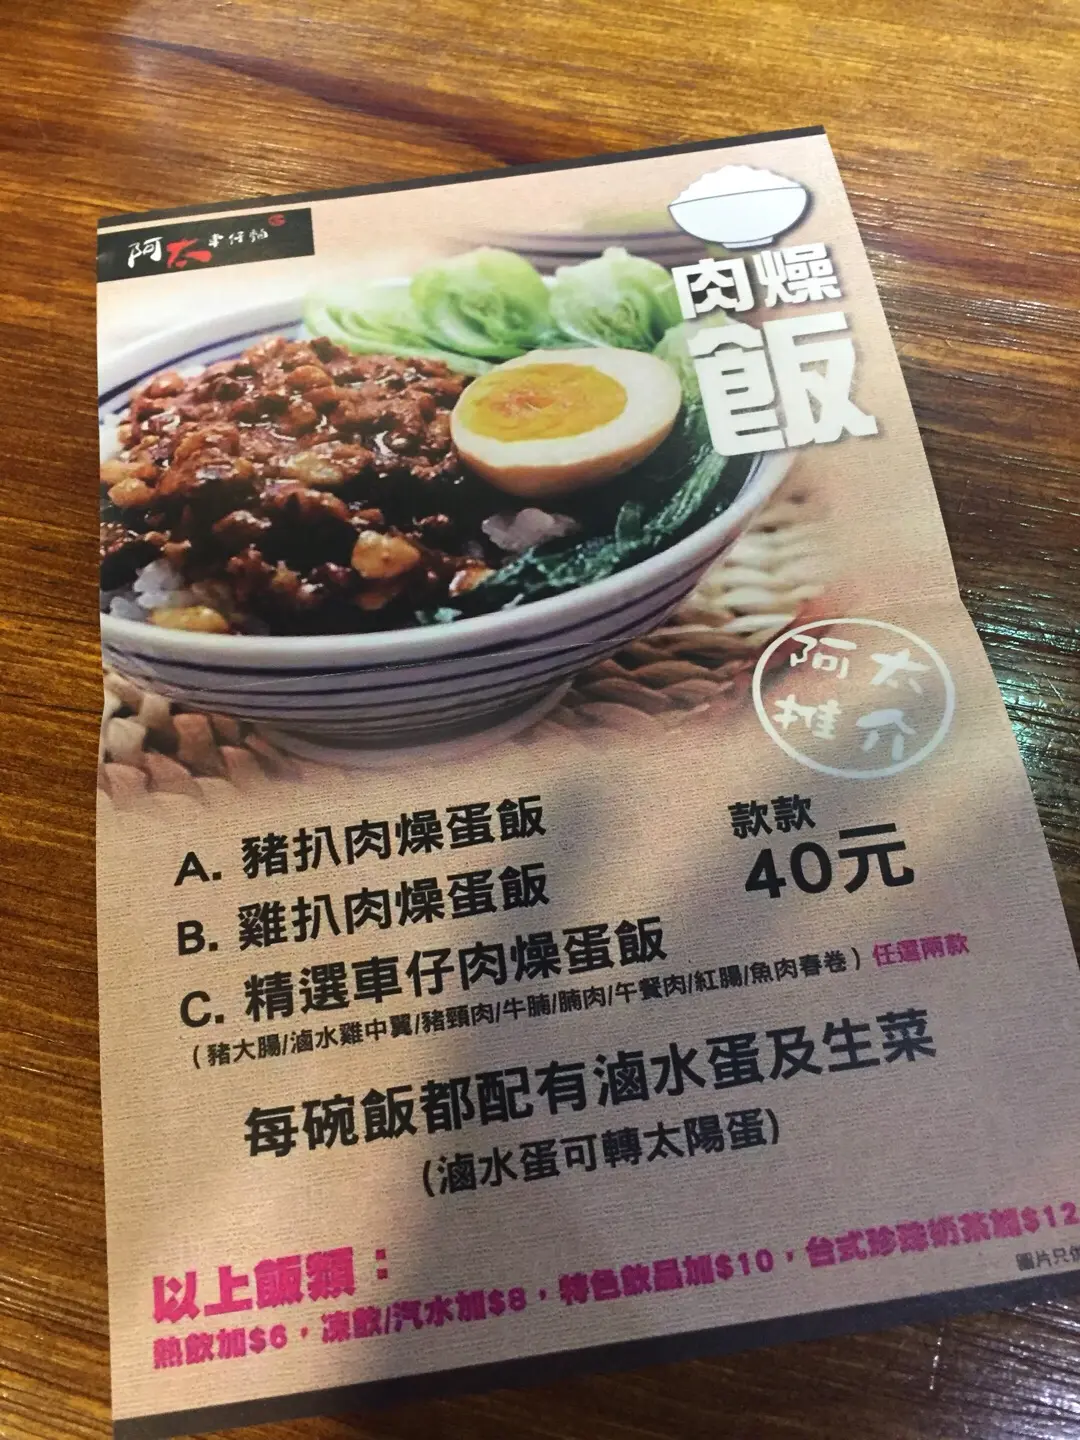 阿太車仔麵
肉燥
飯
阿太
推介
A. 豬扒肉燥蛋飯
B. 雞扒肉燥蛋飯
C. 精選車仔肉燥蛋飯
款款
40元
(豬大腸/滷水雞中翼/豬頸肉/牛腩/腩肉/午餐肉/紅腸/魚肉春卷)任選兩款
每碗飯都配有滷水蛋及生菜
(滷水蛋可轉太陽蛋)
以上飯類：
熱飲加$6，凍飲/汽水加$8，特色飲品加$10，台式珍珠奶茶加$12
圖片只